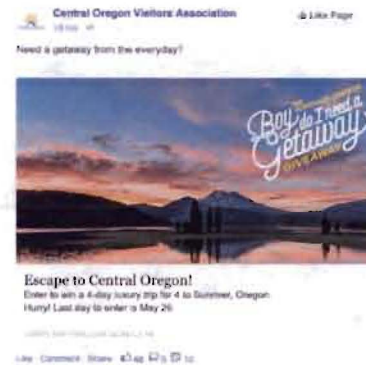 Central Oregon Visitors Association
Like Page
Need a getaway from the everyday?
Boy do I need a
Getaway
GIVEAWAY
Escape to Central Oregon!
Enter to win a 4-day luxury trip for 4 to Sunriver, Oregon
Hurry! Last day to enter is May 26
Like Comment Share